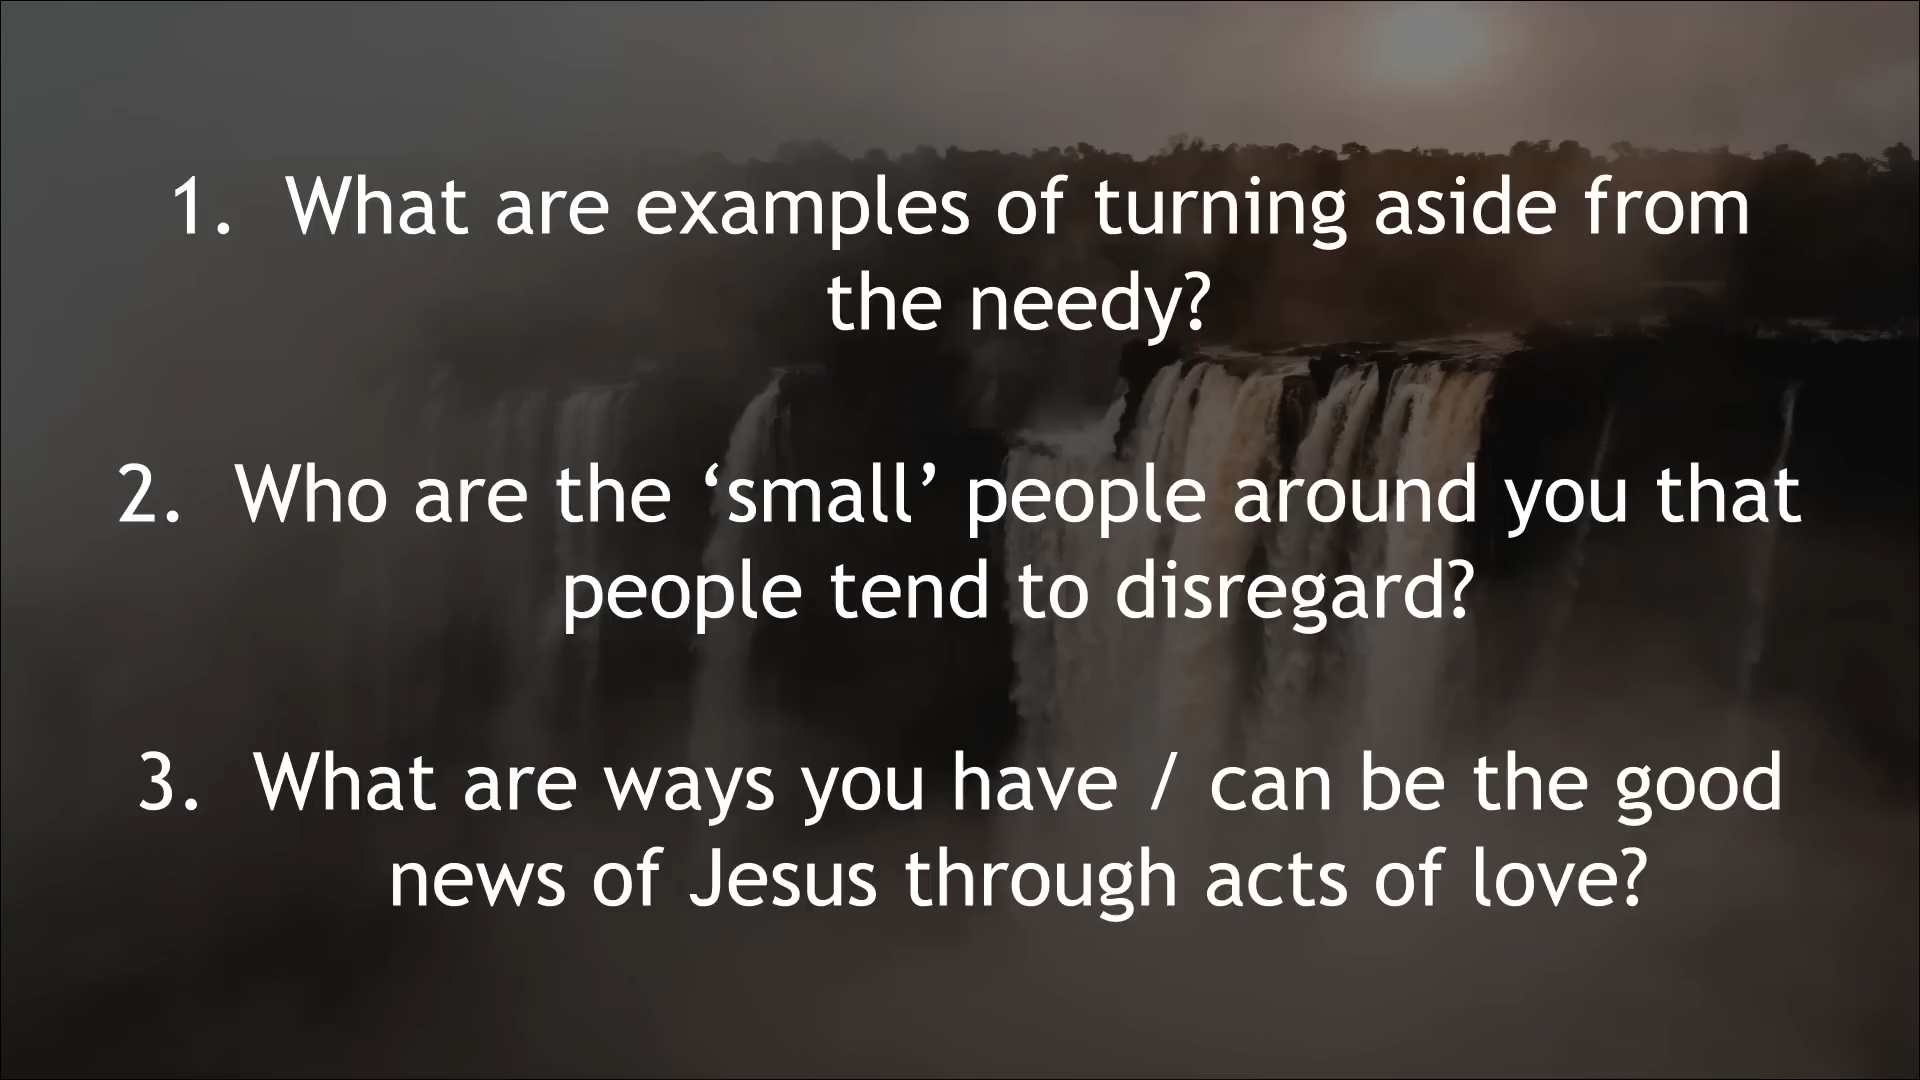 1. What are examples of turning aside from
the needy?
2. Who are the ‘small’ people around you that
people tend to disregard?
3. What are ways you have / can be the good
news of Jesus through acts of love?